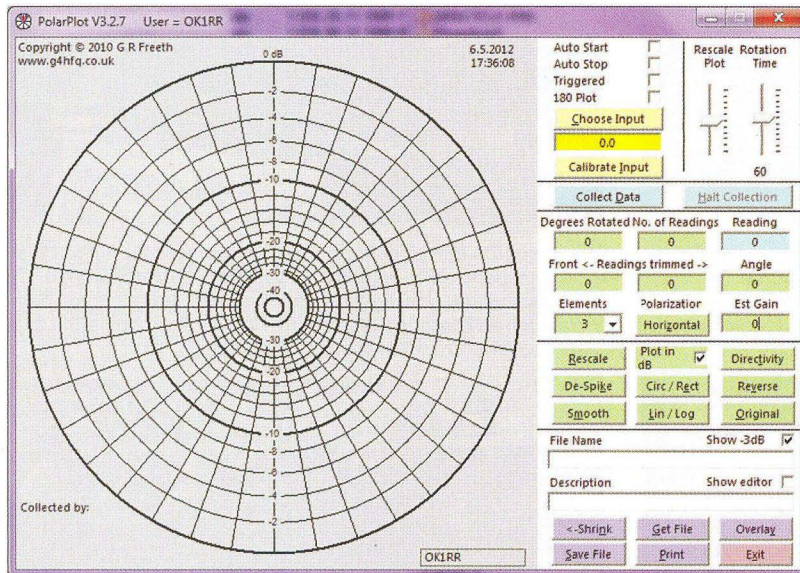 PolarPlot V3.2.7 User = OK1RR
Copyright © 2010 G R Freeth
www.g4hfq.co.uk
6.5.2012
17:36:08
0 dB
-2
-4
-6
-8
-10
-20
-30
-40
-30
-20
-10
-8
-6
-4
-2
Collected by:
OK1RR
Auto Start
Auto Stop
Triggered
180 Plot
Choose Input
0.0
Calibrate Input
Rescale Plot
Rotation Time
60
Collect Data
Halt Collection
Degrees Rotated No. of Readings Reading
0 0 0
Front <- Readings trimmed -> Angle
0 0 0
Elements Polarization Est Gain
3 Horizontal 0
Rescale Plot in dB Directivity
De-Spike Circ / Rect Reverse
Smooth Lin / Log Original
File Name Show -3dB
Description Show editor
<-Shrink Get File Overlay
Save File Print Exit